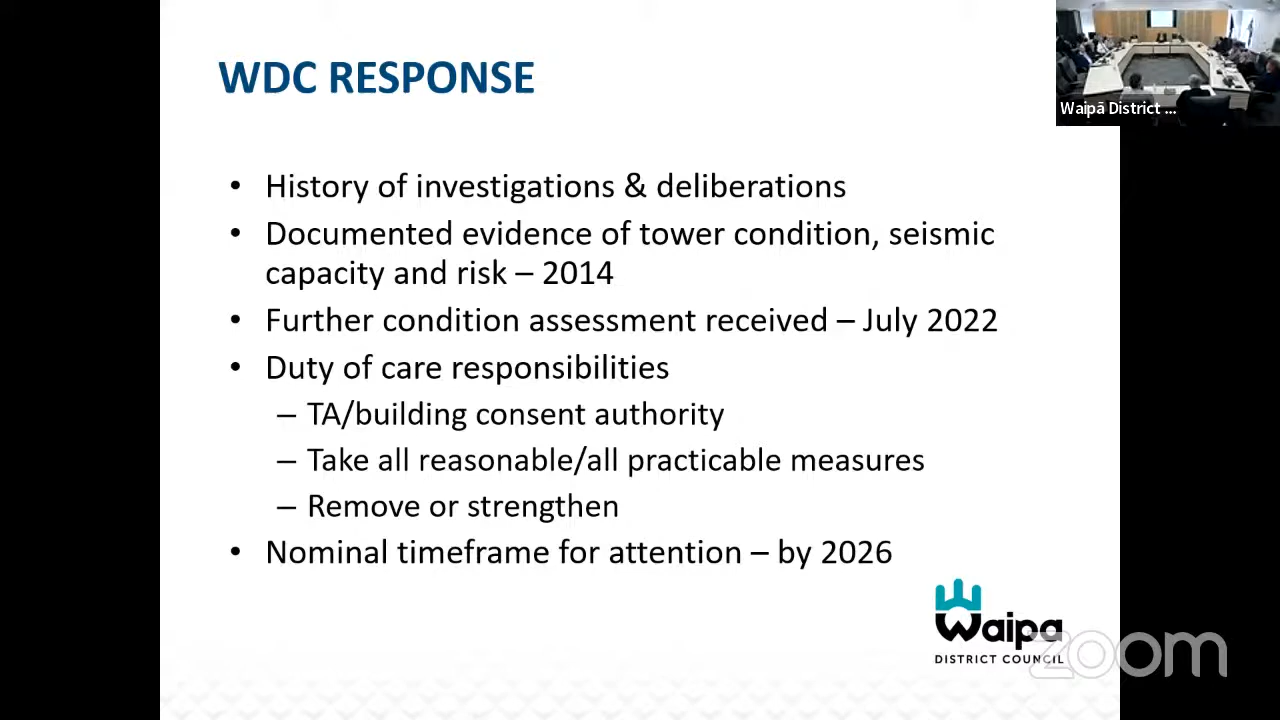 WDC RESPONSE
Waipā District ...
• History of investigations & deliberations
• Documented evidence of tower condition, seismic
capacity and risk – 2014
• Further condition assessment received – July 2022
• Duty of care responsibilities
– TA/building consent authority
– Take all reasonable/all practicable measures
– Remove or strengthen
• Nominal timeframe for attention – by 2026
Waipa
DISTRICT COUNCIL
zoom